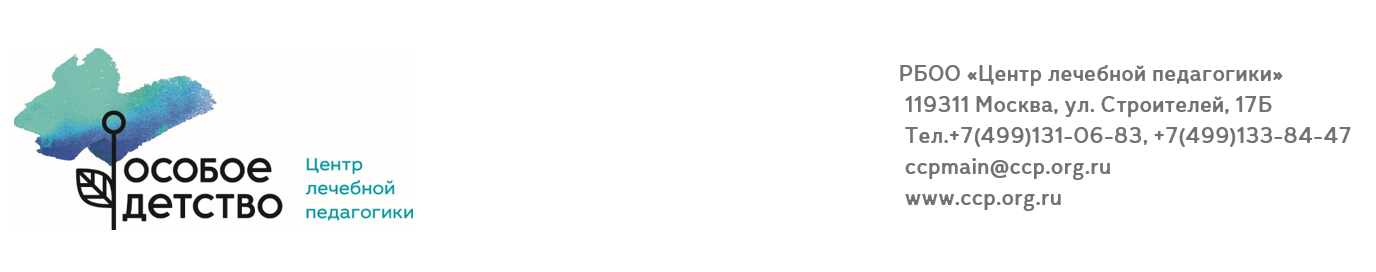 особое
детство
Центр
лечебной
педагогики
РБОО «Центр лечебной педагогики»
119311 Москва, ул. Строителей, 17Б
Тел.+7(499)131-06-83, +7(499)133-84-47
ccpmain@ccp.org.ru
www.ccp.org.ru